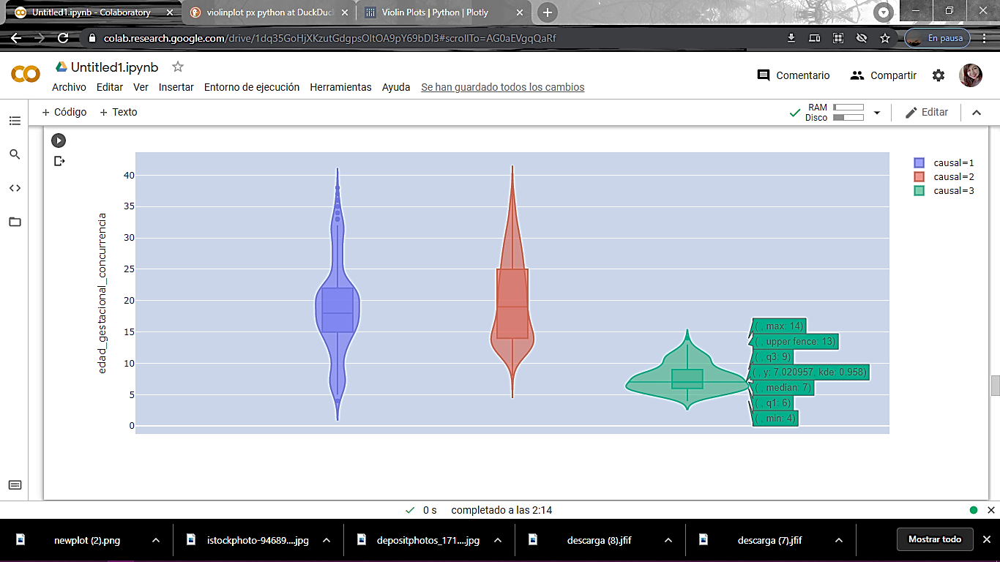 Untitled1.ipynb - Colaboratory
violinplot px python at DuckDuck
Violin Plots | Python | Plotly
colab.research.google.com/drive/1dq35GoHjXKzutGdgpsOltOA9pY69bDI3#scrollTo=AG0aEVgqQaRf
En pausa
Untitled1.ipynb
Comentario
Compartir
Archivo Editar Ver Insertar Entorno de ejecución Herramientas Ayuda Se han guardado todos los cambios
+ Código + Texto
RAM
Disco
Editar
edad_gestacional_concurrencia
40
35
30
25
20
15
10
5
0
causal=1
causal=2
causal=3
( , max: 14)
( , upper fence: 13)
( , q3: 9)
( , y: 7.020957, kde: 0.958)
( , median: 7)
( , q1: 6)
( , min: 4)
0 s completado a las 2:14
newplot (2).png
istockphoto-94689....jpg
depositphotos_171....jpg
descarga (8).jfif
descarga (7).jfif
Mostrar todo